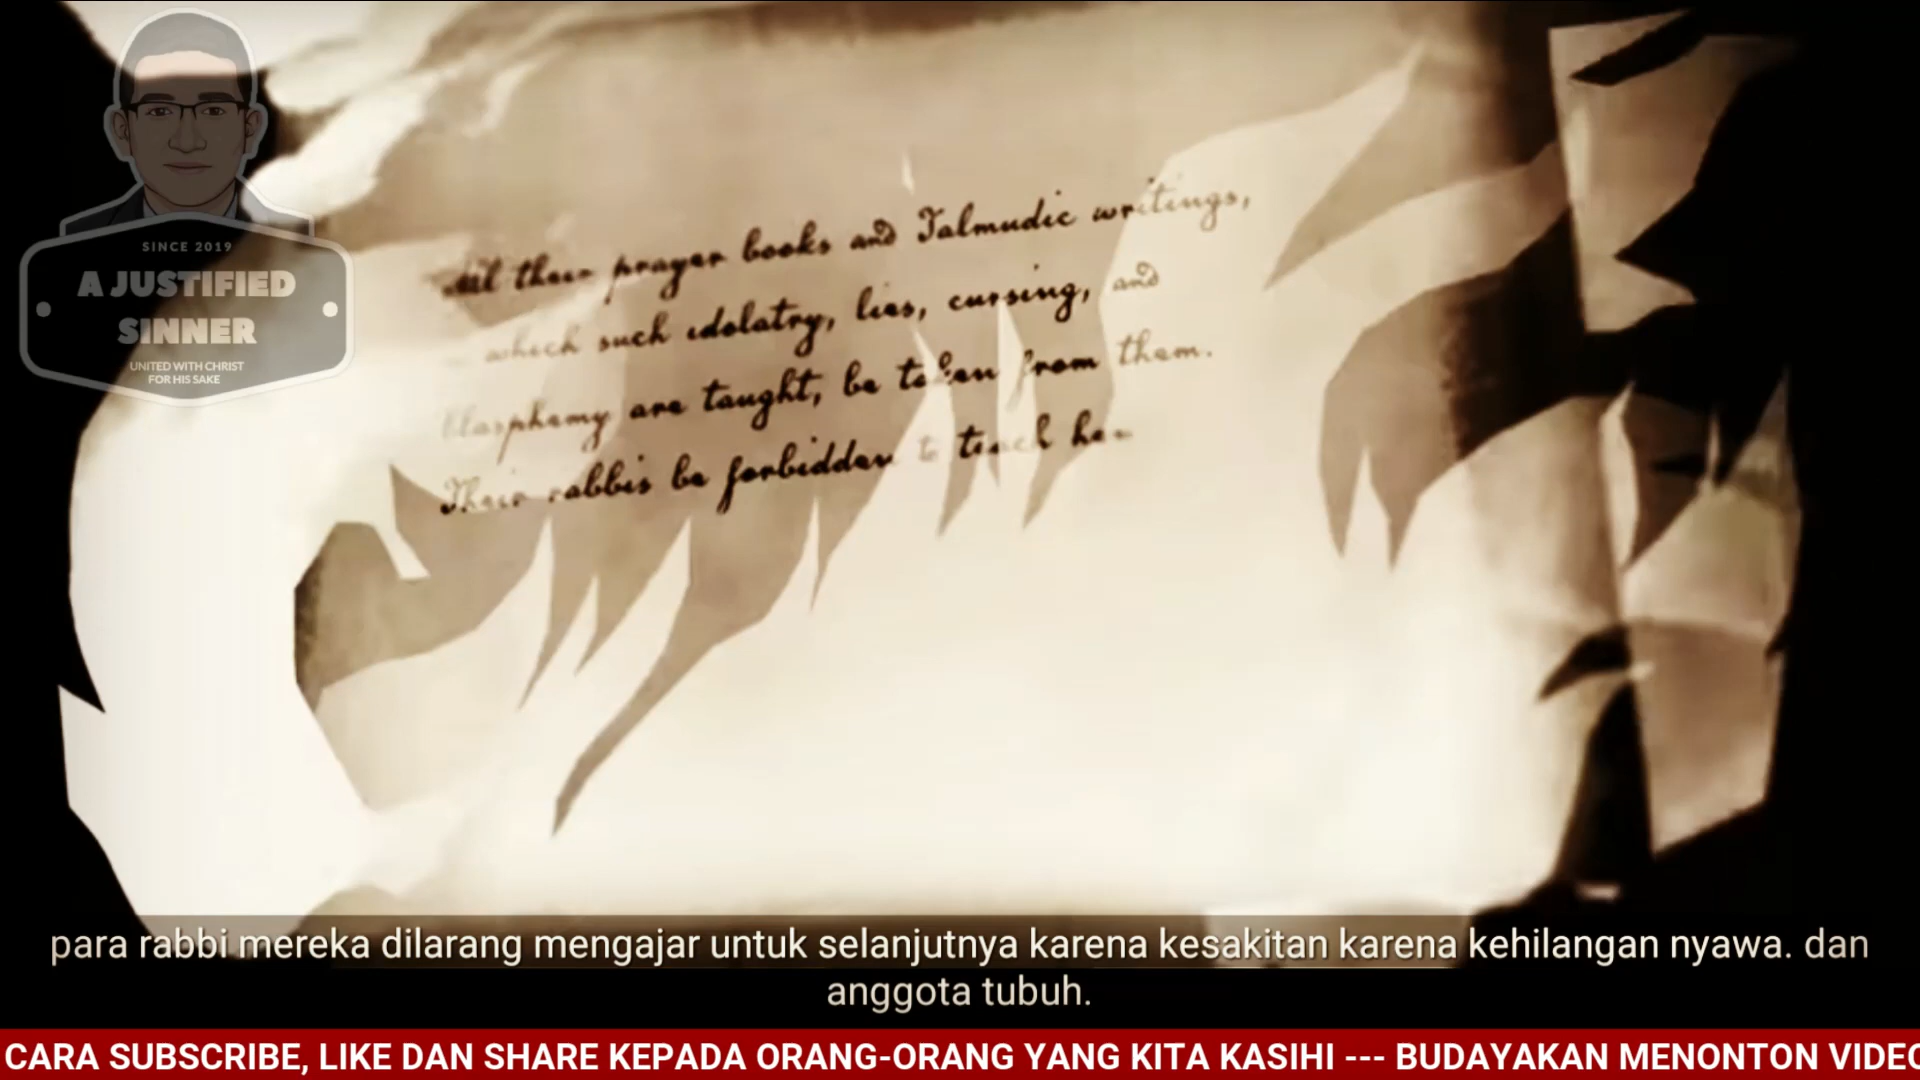 SINCE 2019
A JUSTIFIED
SINNER
UNITED WITH CHRIST
FOR HIS SAKE
their prayer books and Talmudic writings,
which such idolatry, lies, cursing, and
blasphemy are taught, be taken from them.
Their rabbis be forbidden to teach
para rabbi mereka dilarang mengajar untuk selanjutnya karena kesakitan karena kehilangan nyawa. dan
anggota tubuh.
CARA SUBSCRIBE, LIKE DAN SHARE KEPADA ORANG-ORANG YANG KITA KASIHI --- BUDAYAKAN MENONTON